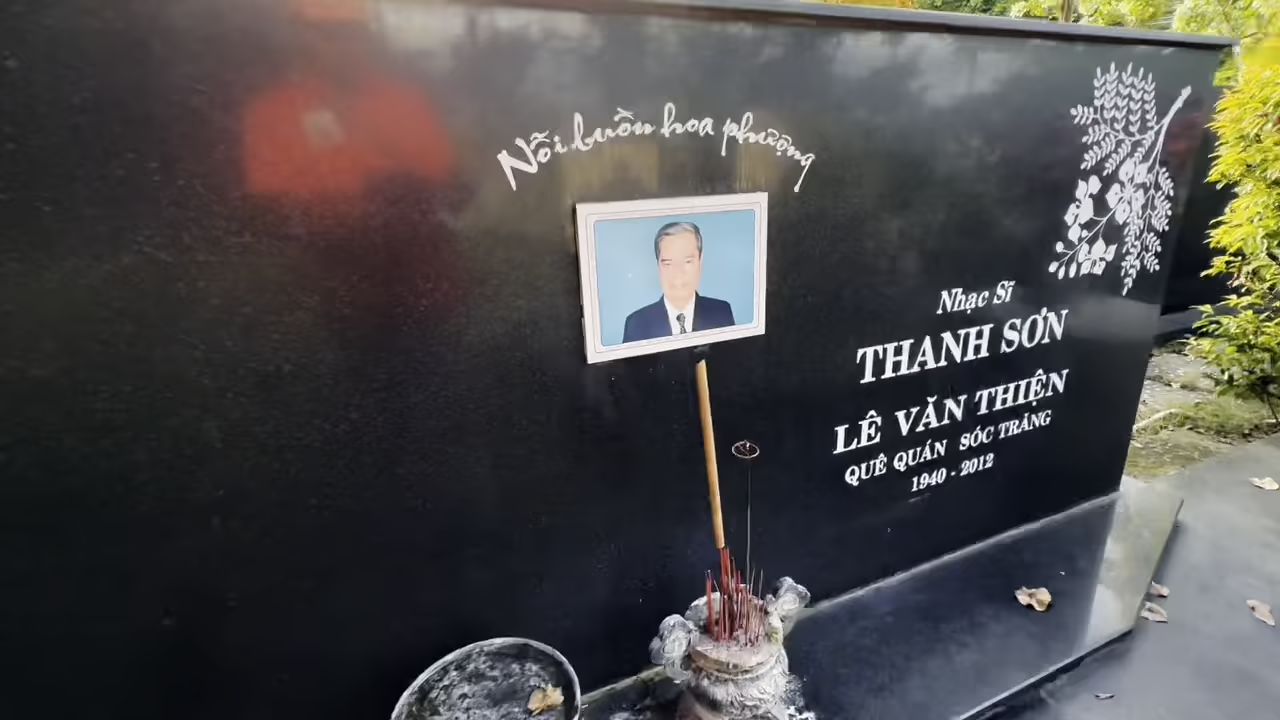 Nỗi buồn hoa phượng
Nhạc Sĩ
THANH SƠN
LÊ VĂN THIỆN
QUÊ QUÁN SÓC TRĂNG
1940 - 2012